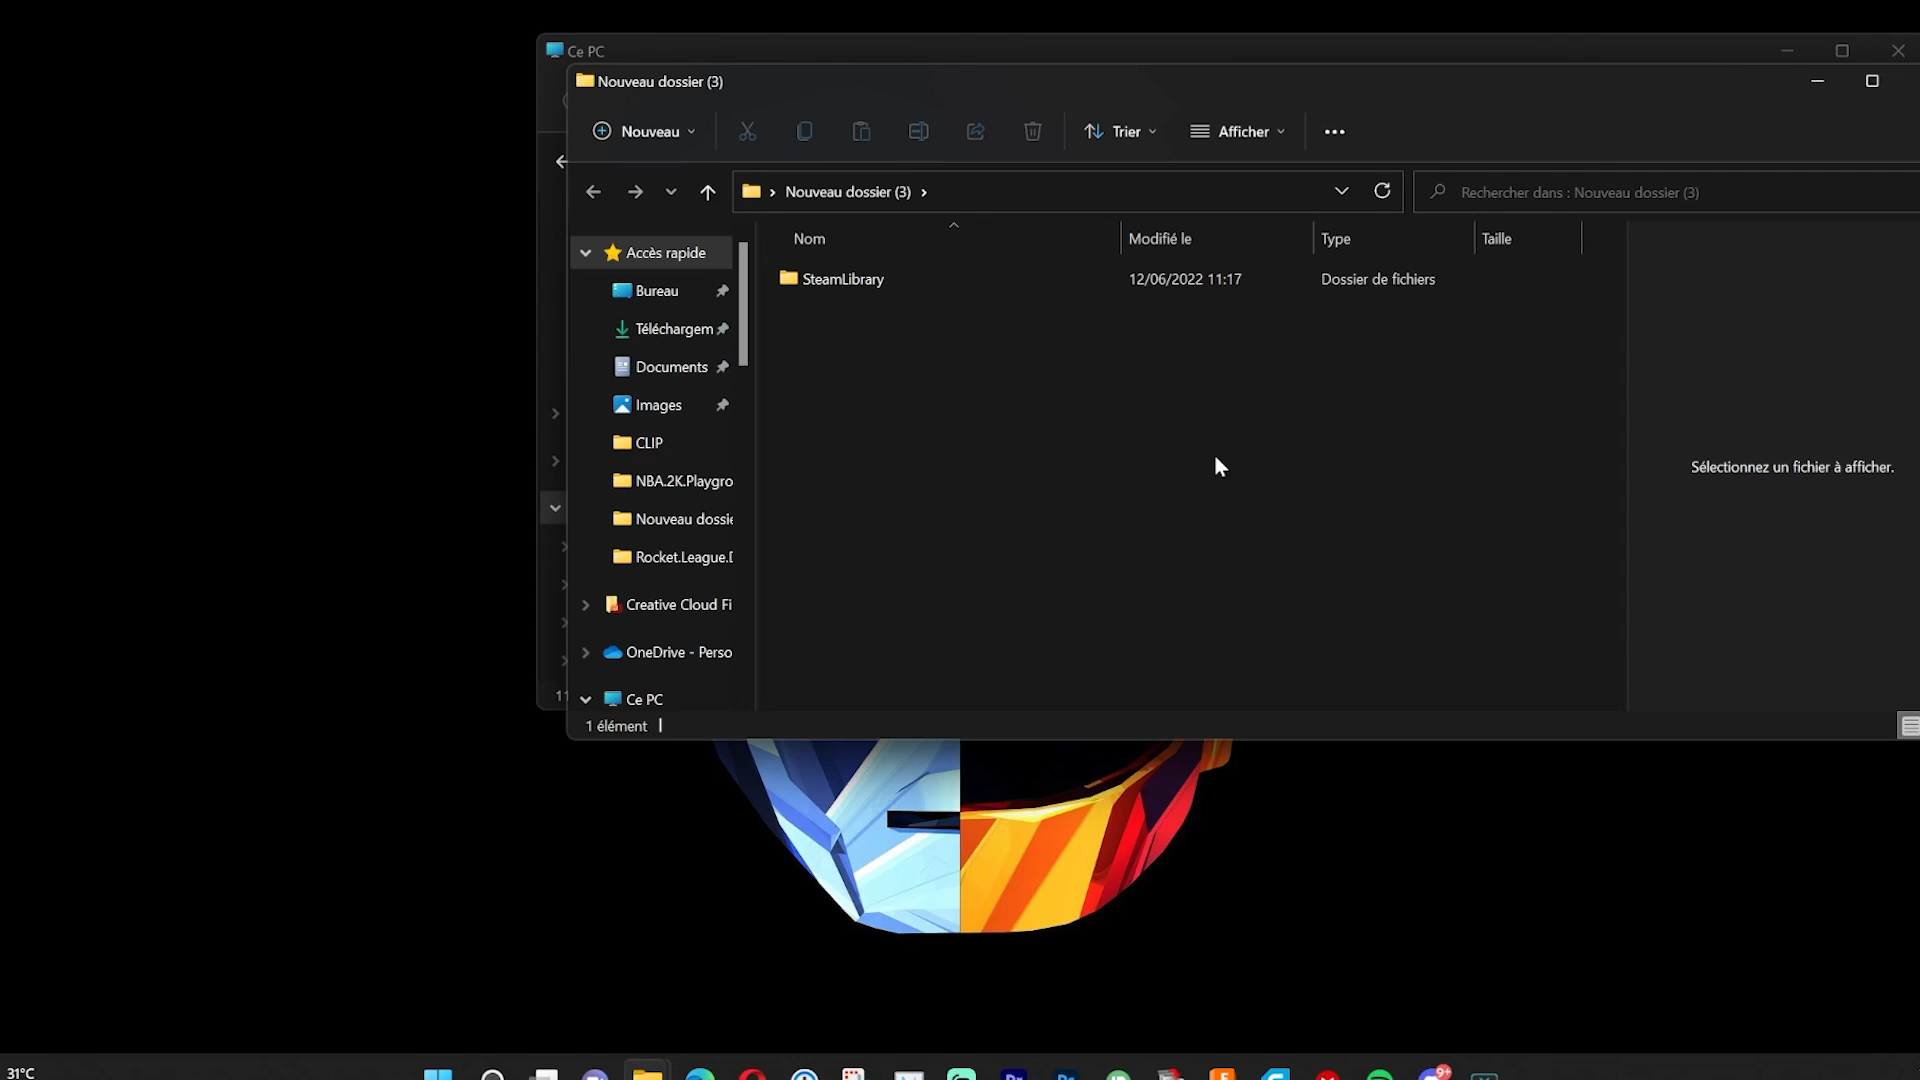 Ce PC
Nouveau dossier (3)
Nouveau
Trier
Afficher
Nouveau dossier (3)
Rechercher dans : Nouveau dossier (3)
Nom
Modifié le
Type
Taille
Accès rapide
SteamLibrary
12/06/2022 11:17
Dossier de fichiers
Bureau
Téléchargem
Documents
Images
CLIP
NBA.2K.Playgro
Sélectionnez un fichier à afficher.
Nouveau dossie
Rocket.League.D
Creative Cloud Fi
OneDrive - Perso
11
Ce PC
1 élément
31°C
9+